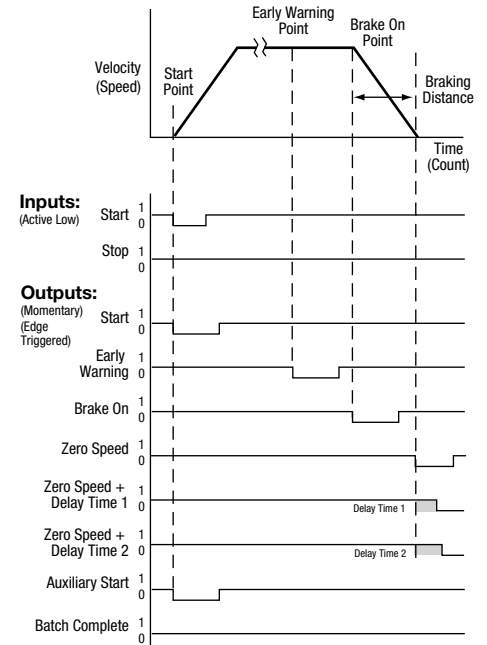 Early Warning
Point
Brake On
Point
Velocity
(Speed)
Start
Point
Braking
Distance
Time
(Count)
Inputs:
(Active Low)
Start 1
0
Stop 1
0
Outputs:
(Momentary)
(Edge
Triggered)
Start 1
0
Early
Warning 1
0
Brake On 1
0
Zero Speed 1
0
Zero Speed +
Delay Time 1 1
0
Delay Time 1
Zero Speed +
Delay Time 2 1
0
Delay Time 2
Auxiliary Start 1
0
Batch Complete 1
0